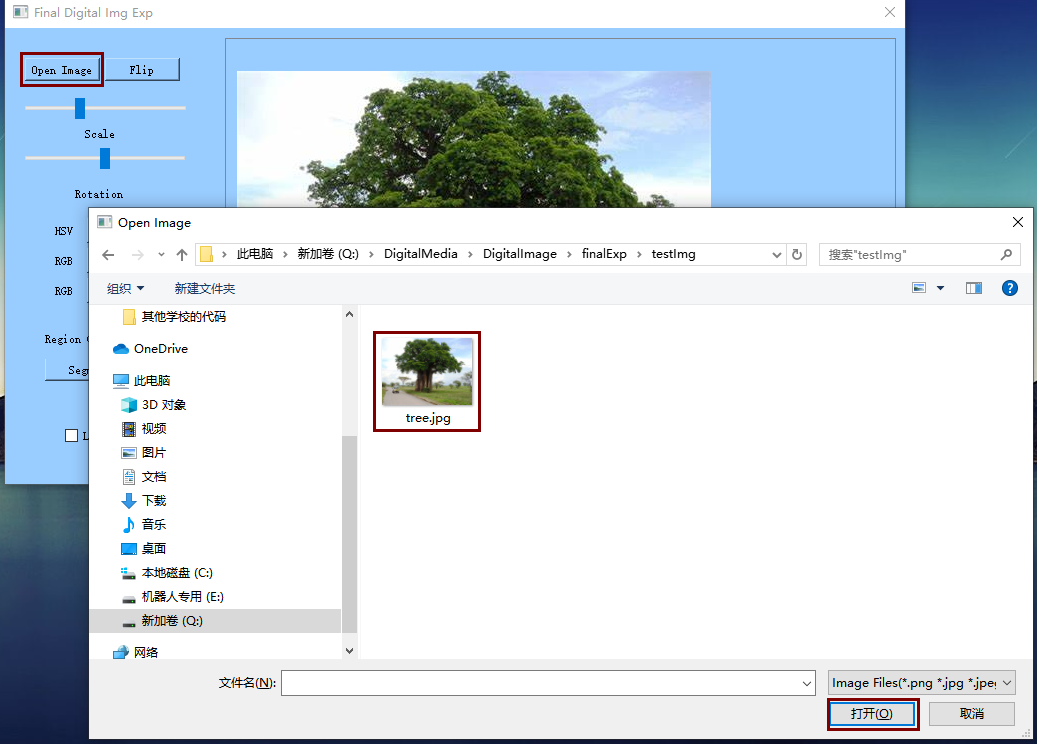 Final Digital Img Exp
Open Image
Flip
Scale
Rotation
HSV
RGB
RGB
Region
Open Image
此电脑 新加卷 (Q:) DigitalMedia DigitalImage finalExp testImg
搜索"testImg"
组织
新建文件夹
其他学校的代码
OneDrive
此电脑
3D 对象
视频
图片
文档
下载
音乐
桌面
本地磁盘 (C:)
机器人专用 (E:)
新加卷 (Q:)
网络
tree.jpg
文件名(N):
Image Files(*.png *.jpg *.jpeg
打开(O)
取消